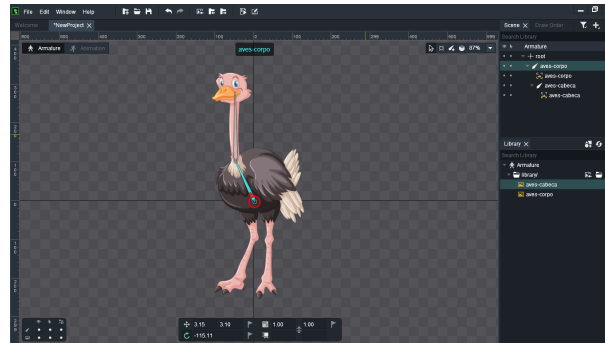 File Edit Window Help
Welcome *NewProject X
Scene X Draw Order
Search Library
Armature
root
aves-corpo
aves-corpo
aves-cabeca
aves-cabeca
Armature Animation
aves-corpo
87%
Library X
Search Library
Armature
library/
aves-cabeca
aves-corpo
3.15 3.10 1.00 1.00
-115.11